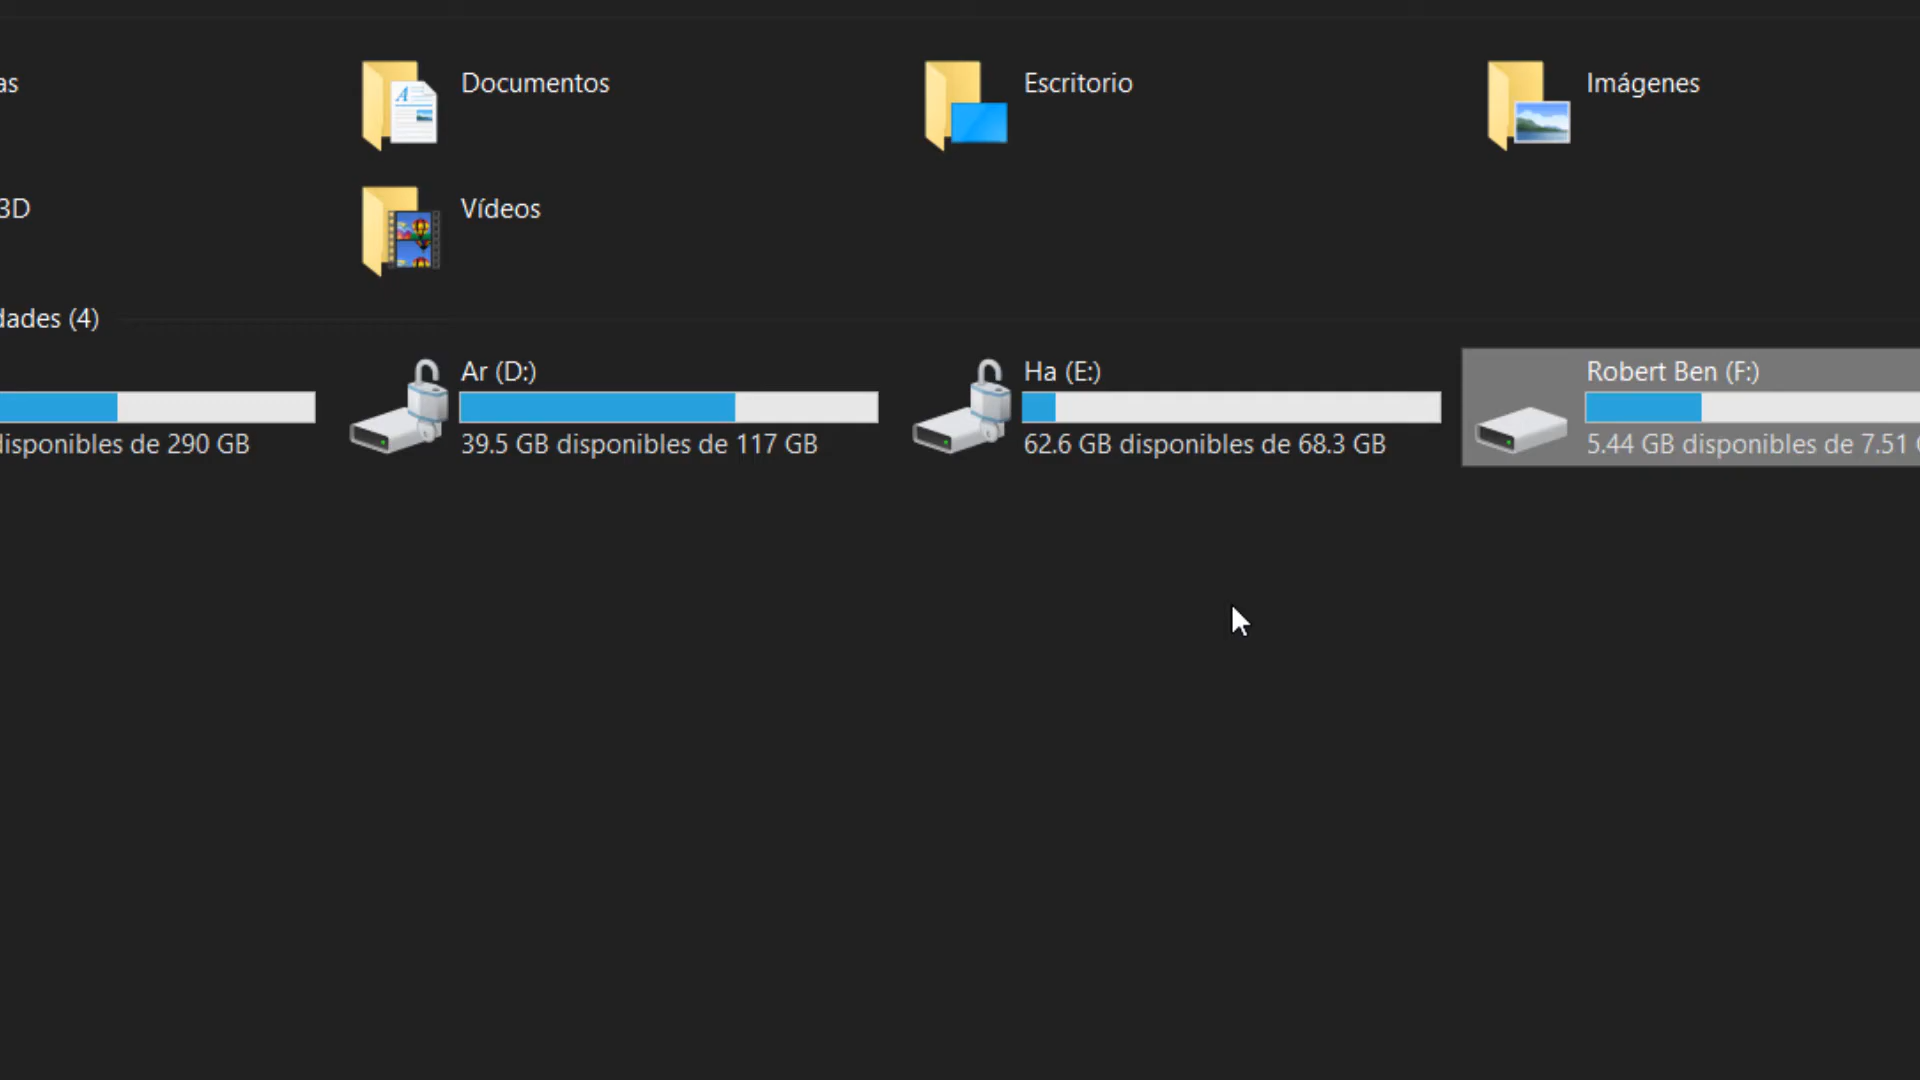 as
Documentos
Escritorio
Imágenes
3D
Vídeos
dades (4)
Ar (D:)
Ha (E:)
Robert Ben (F:)
disponibles de 290 GB
39.5 GB disponibles de 117 GB
62.6 GB disponibles de 68.3 GB
5.44 GB disponibles de 7.51 G